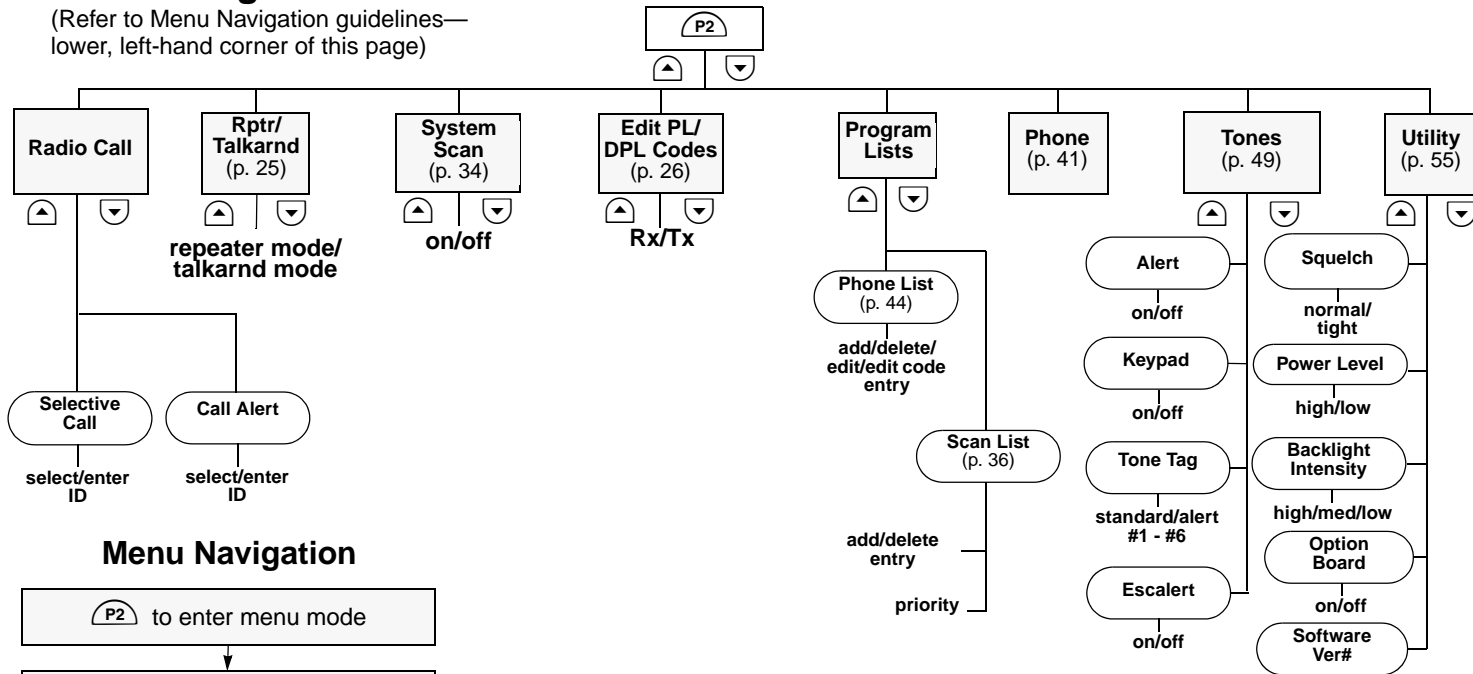 (Refer to Menu Navigation guidelines—
lower, left-hand corner of this page)
P2
Radio Call
Rptr/
Talkarnd
(p. 25)
System
Scan
(p. 34)
Edit PL/
DPL Codes
(p. 26)
Program
Lists
Phone
(p. 41)
Tones
(p. 49)
Utility
(p. 55)
repeater mode/
talkarnd mode
on/off
Rx/Tx
Selective
Call
select/enter
ID
Call Alert
select/enter
ID
Phone List
(p. 44)
add/delete/
edit/edit code
entry
Scan List
(p. 36)
add/delete
entry
priority
Alert
on/off
Keypad
on/off
Tone Tag
standard/alert
#1 - #6
Escalert
on/off
Squelch
normal/
tight
Power Level
high/low
Backlight
Intensity
high/med/low
Option
Board
on/off
Software
Ver#
Menu Navigation
P2 to enter menu mode